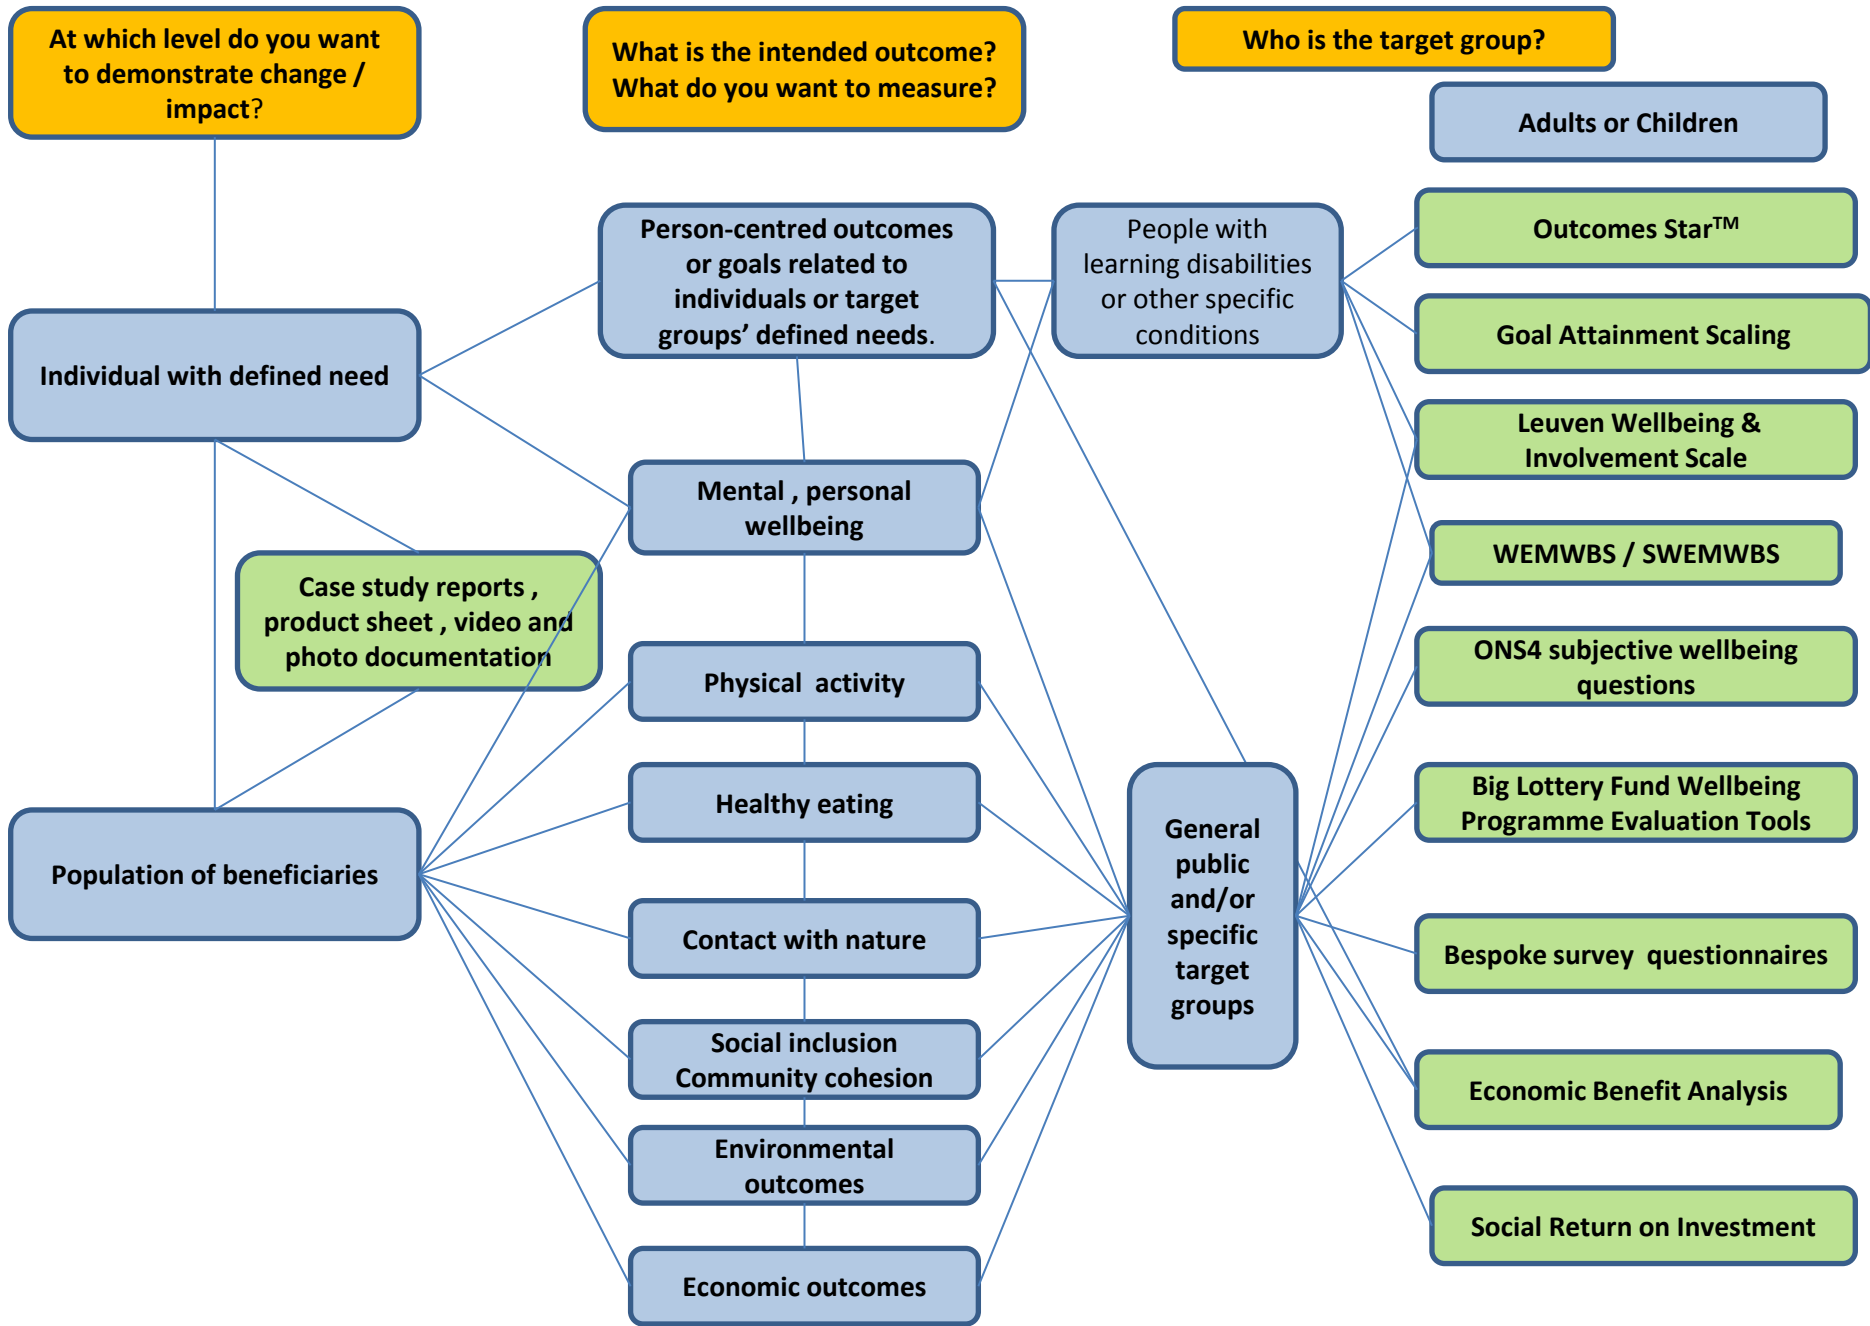 At which level do you want
to demonstrate change /
impact?
What is the intended outcome?
What do you want to measure?
Who is the target group?
Adults or Children
Person-centred outcomes
or goals related to
individuals or target
groups’ defined needs.
People with
learning disabilities
or other specific
conditions
Outcomes Star™
Goal Attainment Scaling
Individual with defined need
Leuven Wellbeing &
Involvement Scale
Mental , personal
wellbeing
WEMWBS / SWEMWBS
Case study reports ,
product sheet , video and
photo documentation
Physical  activity
ONS4 subjective wellbeing
questions
Healthy eating
Big Lottery Fund Wellbeing
Programme Evaluation Tools
Population of beneficiaries
General
public
and/or
specific
target
groups
Contact with nature
Bespoke survey  questionnaires
Social inclusion
Community cohesion
Economic Benefit Analysis
Environmental
outcomes
Social Return on Investment
Economic outcomes